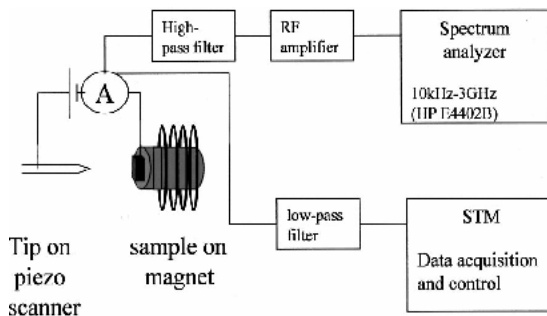 High-
pass filter
RF
amplifier
Spectrum
analyzer
10kHz-3GHz
(HP E4402B)
A
low-pass
filter
STM
Data acquisition
and control
Tip on
piezo
scanner
sample on
magnet